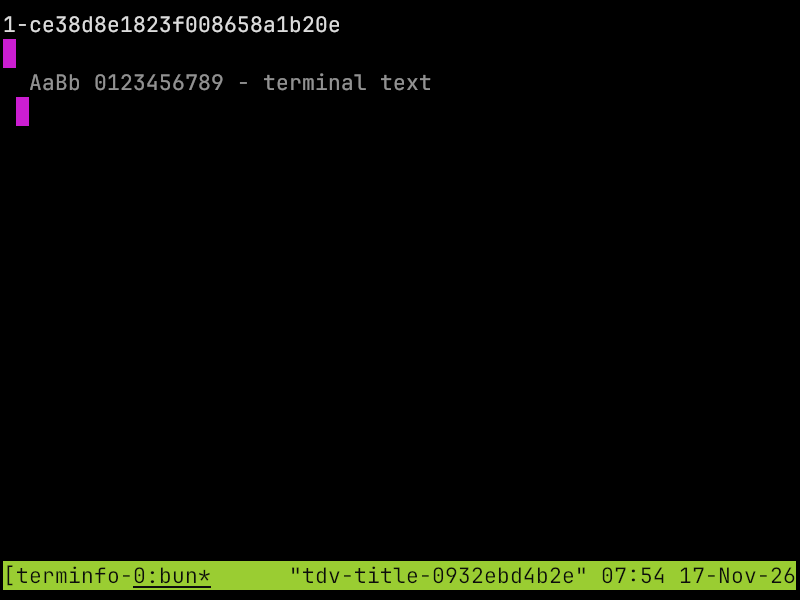 1-ce38d8e1823f008658a1b20e
AaBb 0123456789 - terminal text
[terminfo-0:bun* "tdv-title-0932ebd4b2e" 07:54 17-Nov-26